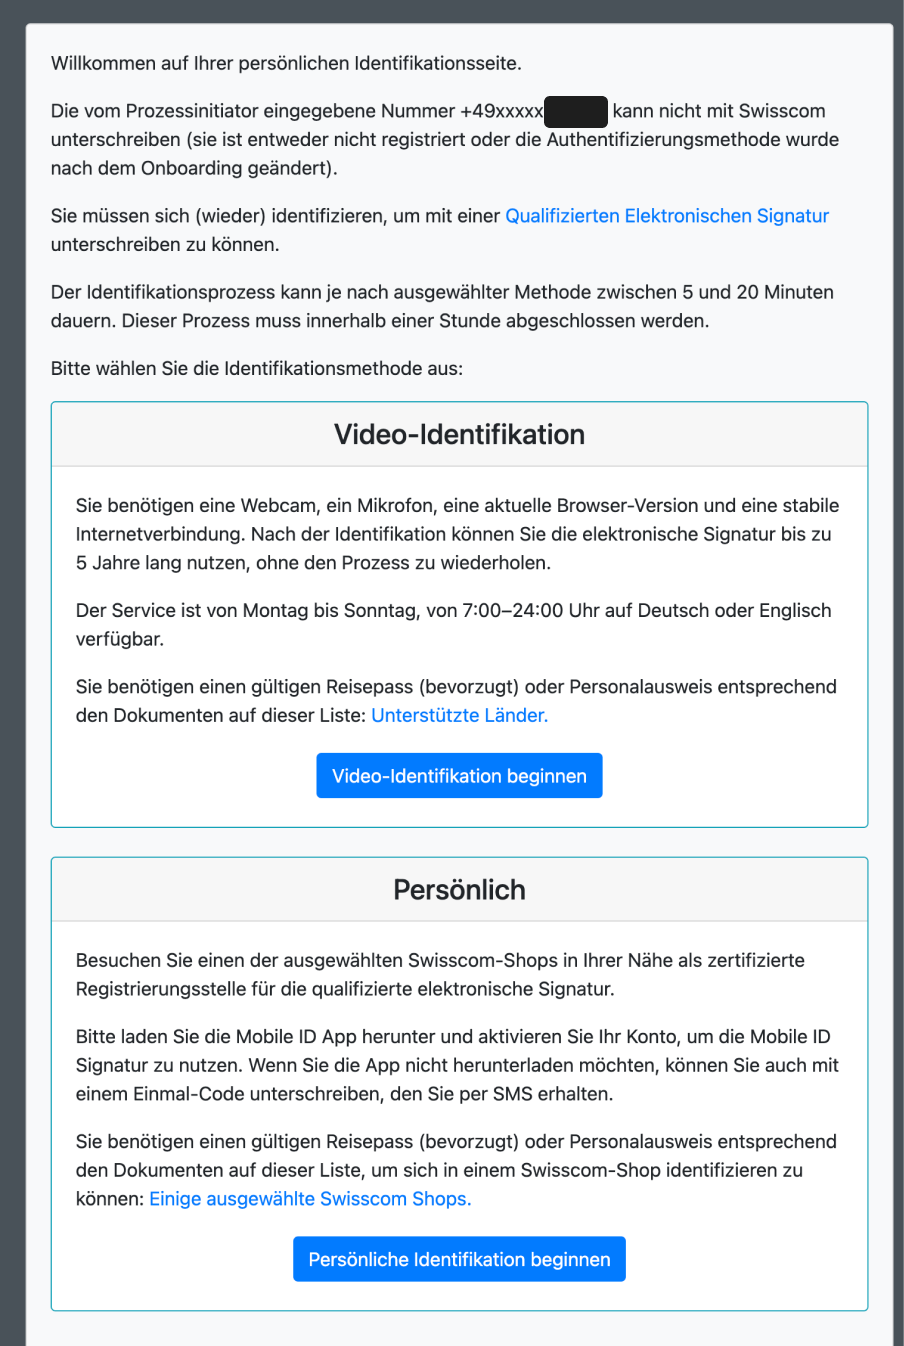 Willkommen auf Ihrer persönlichen Identifikationsseite.
Die vom Prozessinitiator eingegebene Nummer +49xxxxx kann nicht mit Swisscom
unterschreiben (sie ist entweder nicht registriert oder die Authentifizierungsmethode wurde
nach dem Onboarding geändert).
Sie müssen sich (wieder) identifizieren, um mit einer Qualifizierten Elektronischen Signatur
unterschreiben zu können.
Der Identifikationsprozess kann je nach ausgewählter Methode zwischen 5 und 20 Minuten
dauern. Dieser Prozess muss innerhalb einer Stunde abgeschlossen werden.
Bitte wählen Sie die Identifikationsmethode aus:
Video-Identifikation
Sie benötigen eine Webcam, ein Mikrofon, eine aktuelle Browser-Version und eine stabile
Internetverbindung. Nach der Identifikation können Sie die elektronische Signatur bis zu
5 Jahre lang nutzen, ohne den Prozess zu wiederholen.
Der Service ist von Montag bis Sonntag, von 7:00–24:00 Uhr auf Deutsch oder Englisch
verfügbar.
Sie benötigen einen gültigen Reisepass (bevorzugt) oder Personalausweis entsprechend
den Dokumenten auf dieser Liste: Unterstützte Länder.
Video-Identifikation beginnen
Persönlich
Besuchen Sie einen der ausgewählten Swisscom-Shops in Ihrer Nähe als zertifizierte
Registrierungsstelle für die qualifizierte elektronische Signatur.
Bitte laden Sie die Mobile ID App herunter und aktivieren Sie Ihr Konto, um die Mobile ID
Signatur zu nutzen. Wenn Sie die App nicht herunterladen möchten, können Sie auch mit
einem Einmal-Code unterschreiben, den Sie per SMS erhalten.
Sie benötigen einen gültigen Reisepass (bevorzugt) oder Personalausweis entsprechend
den Dokumenten auf dieser Liste, um sich in einem Swisscom-Shop identifizieren zu
können: Einige ausgewählte Swisscom Shops.
Persönliche Identifikation beginnen